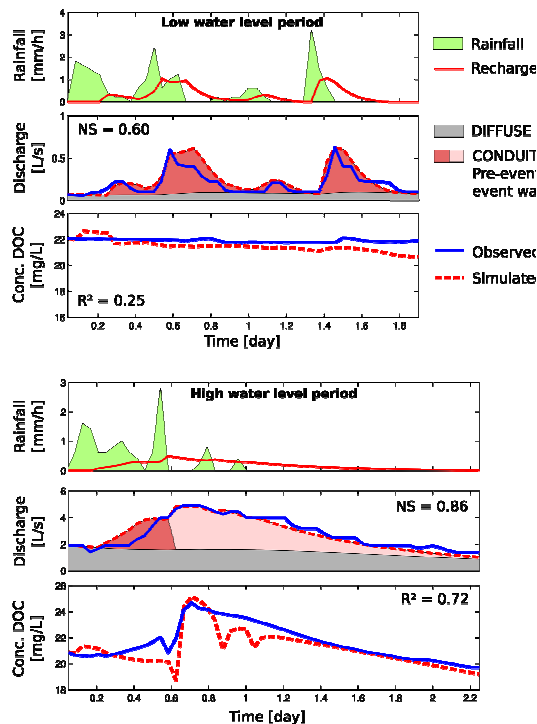 Low water level period
Rainfall
[mm/h]
4
3
2
1
0
Rainfall
Recharge
NS = 0.60
Discharge
[L/s]
1
0.5
0
DIFFUSE
CONDUIT
Pre-event
event wa
Conc. DOC
[mg/L]
24
22
20
18
16
R² = 0.25
Observed
Simulated
0.2 0.4 0.6 0.8 1 1.2 1.4 1.6 1.8
Time [day]
High water level period
Rainfall
[mm/h]
3
2
1
0
NS = 0.86
Discharge
[L/s]
6
4
2
0
R² = 0.72
Conc. DOC
[mg/L]
26
24
22
20
18
0.2 0.4 0.6 0.8 1 1.2 1.4 1.6 1.8 2 2.2
Time [day]